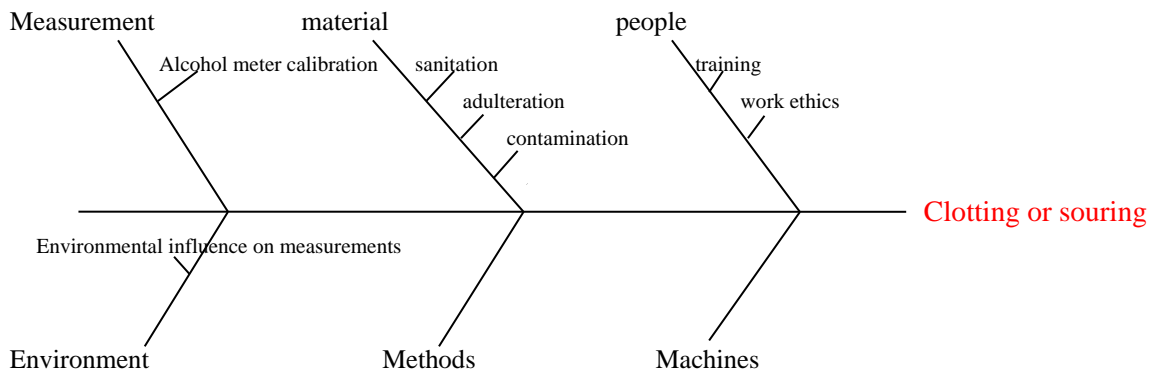 Measurement
material
people
Alcohol meter calibration
sanitation
training
adulteration
work ethics
contamination
Clotting or souring
Environmental influence on measurements
Environment
Methods
Machines